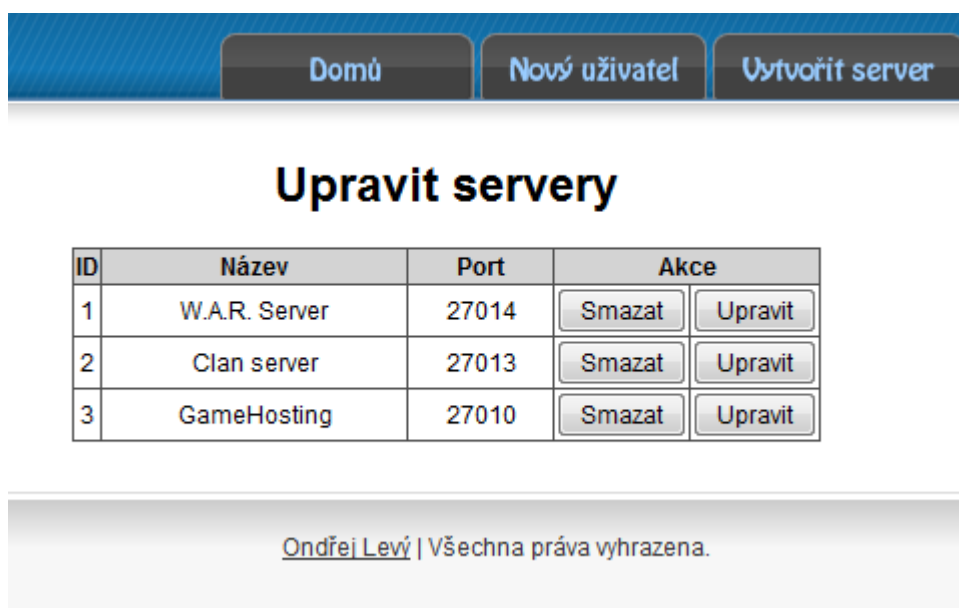 Domů Nový uživatel Vytvořit server
Upravit servery
ID Název Port Akce
1 W.A.R. Server 27014 Smazat Upravit
2 Clan server 27013 Smazat Upravit
3 GameHosting 27010 Smazat Upravit
Ondřej Levý | Všechna práva vyhrazena.